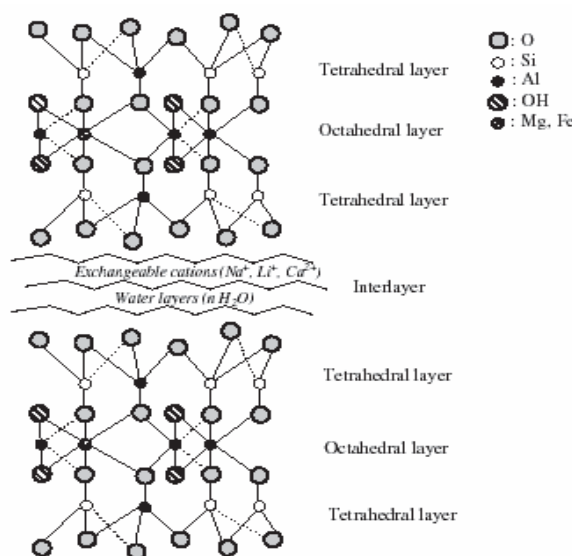 : O
: Si
: Al
: OH
: Mg, Fe
Tetrahedral layer
Octahedral layer
Tetrahedral layer
Exchangeable cations (Na⁺, Li⁺, Ca²⁺)
Water layers (n H₂O)
Interlayer
Tetrahedral layer
Octahedral layer
Tetrahedral layer